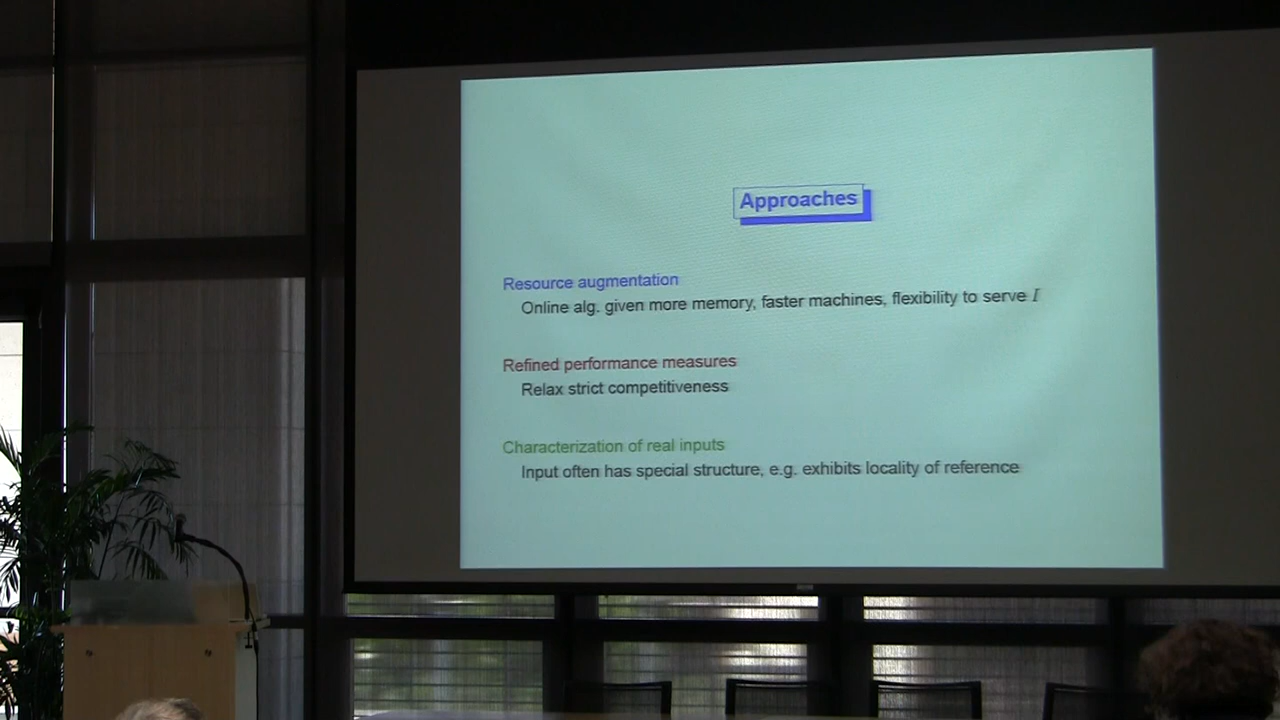 Approaches
Resource augmentation
Online alg. given more memory, faster machines, flexibility to serve I
Refined performance measures
Relax strict competitiveness
Characterization of real inputs
Input often has special structure, e.g. exhibits locality of reference